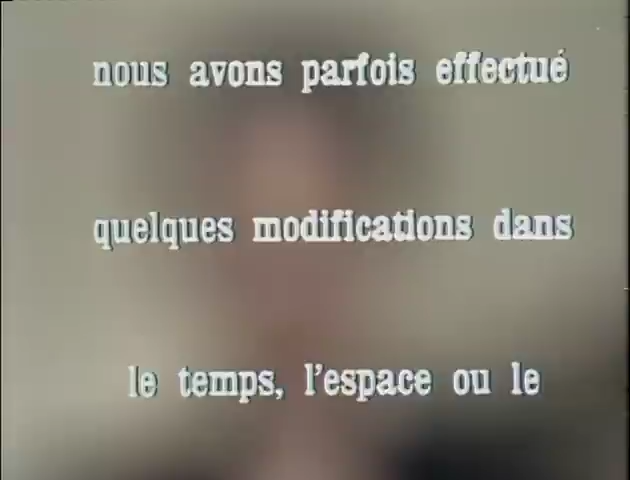 nous avons parfois effectué
quelques modifications dans
le temps, l'espace ou le